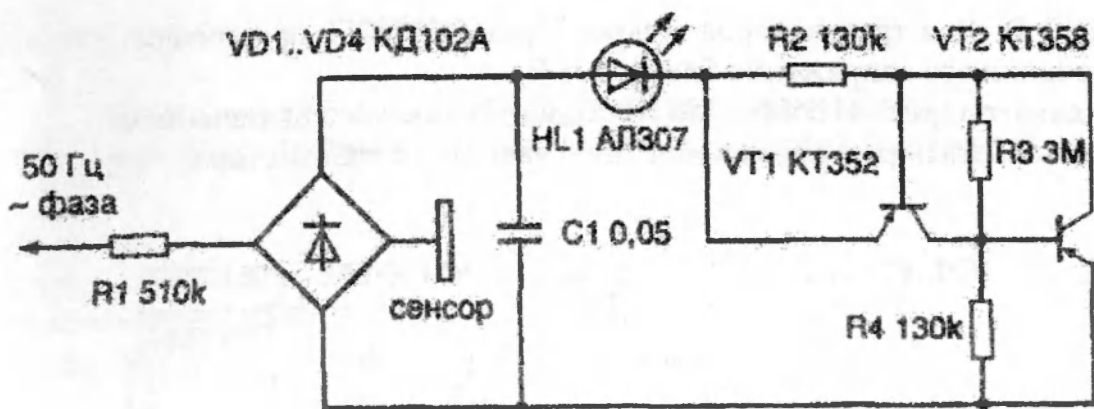 VD1, VD4 КД102А
R2 130k
VT2 КТ358
HL1 АЛ307
R3 3M
VT1 КТ352
50 Гц
~ фаза
C1 0,05
R1 510k
сенсор
R4 130k